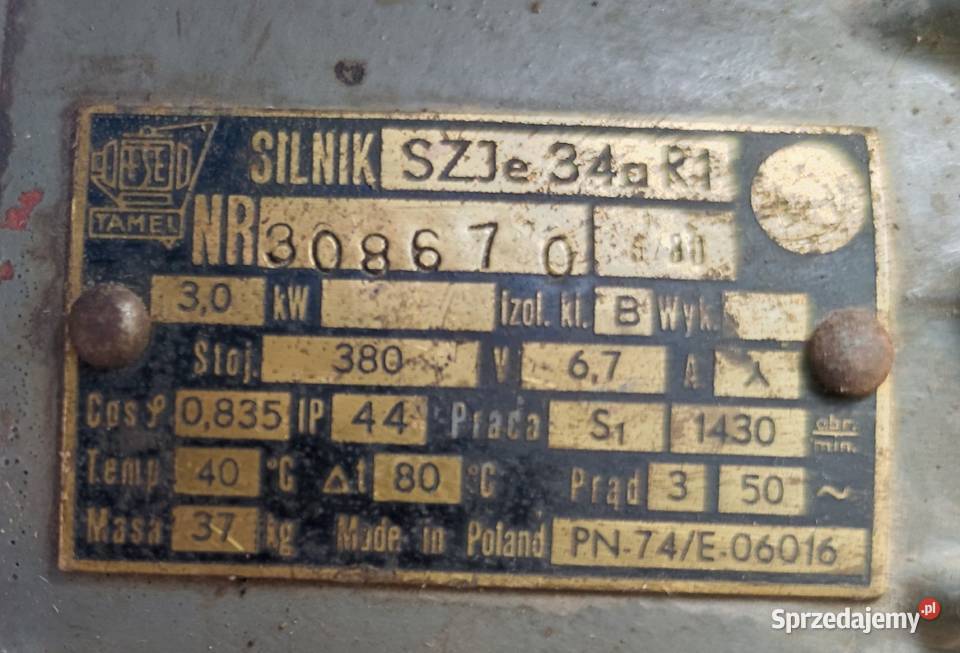 TAMEL
SILNIK SZJe 34a R1
NR 308670 5/80
3,0 kW Izol. kl. B Wyk.
Stoj. 380 V 6,7 A ⅄
Cos φ 0,835 IP 44 Praca S1 1430 obr./min.
Temp 40 °C Δt 80 °C Prąd 3 50 ~
Masa 37 kg Made in Poland PN-74/E-06016
Sprzedajemy.pl